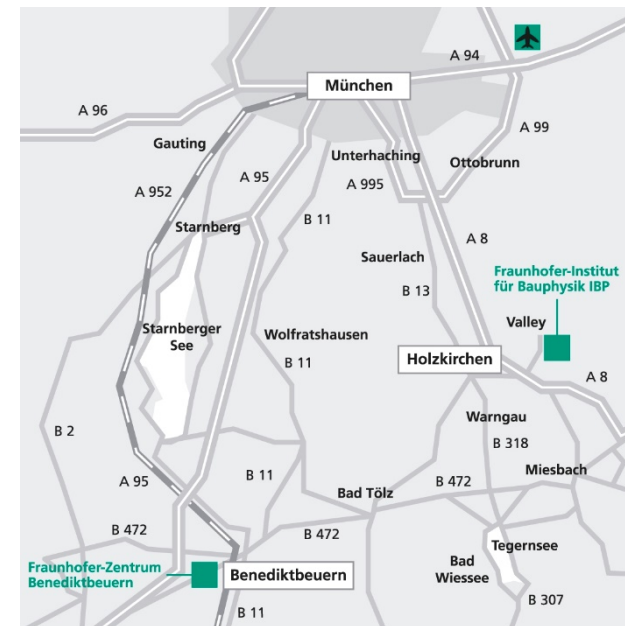 A 94
München
A 96
A 99
Gauting
Unterhaching
Ottobrunn
A 95
A 995
A 952
B 11
Starnberg
A 8
Sauerlach
Fraunhofer-Institut
für Bauphysik IBP
B 13
Valley
Starnberger
See
Wolfratshausen
B 11
Holzkirchen
A 8
Warngau
B 2
B 318
Miesbach
B 11
B 472
A 95
Bad Tölz
B 472
B 472
Tegernsee
Bad
Wiessee
Fraunhofer-Zentrum
Benediktbeuern
Benediktbeuern
B 307
B 11